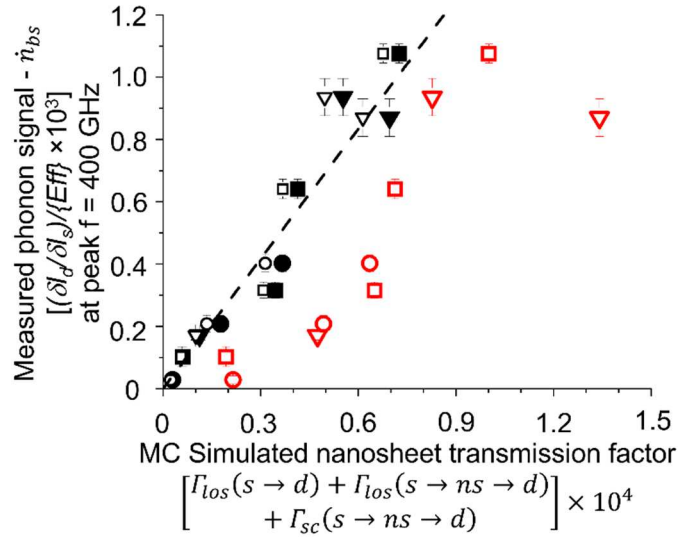 Measured phonon signal - ṅ_bs
[(δI_d/δI_s)/{Eff} ×10³]
at peak f = 400 GHz
1.2
1.0
0.8
0.6
0.4
0.2
0
0
0.3
0.6
0.9
1.2
1.5
MC Simulated nanosheet transmission factor
[Γ_los(s → d) + Γ_los(s → ns → d)
+ Γ_sc(s → ns → d)] × 10⁴